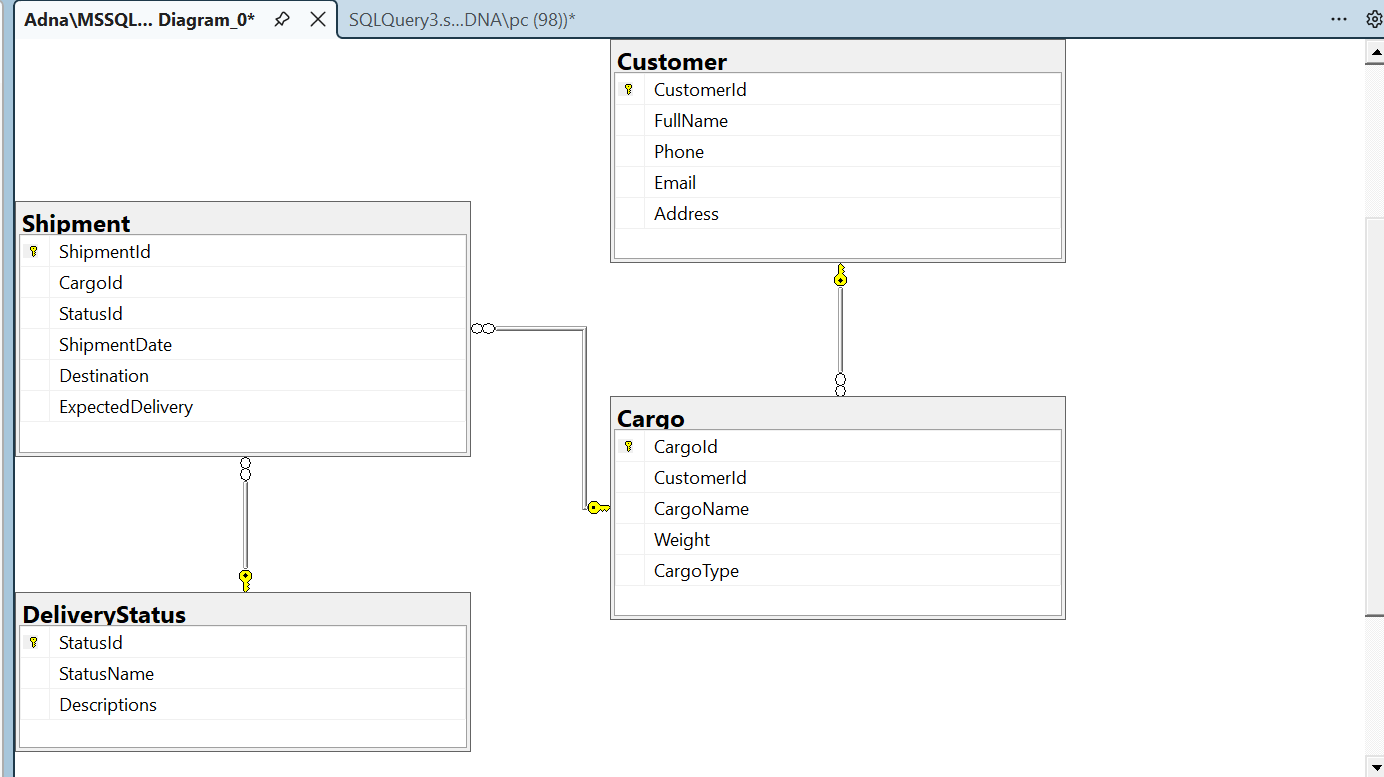 Adna\MSSQL... Diagram_0*
SQLQuery3.s...DNA\pc (98))*
Customer
CustomerId
FullName
Phone
Email
Address
Shipment
ShipmentId
CargoId
StatusId
ShipmentDate
Destination
ExpectedDelivery
Cargo
CargoId
CustomerId
CargoName
Weight
CargoType
DeliveryStatus
StatusId
StatusName
Descriptions